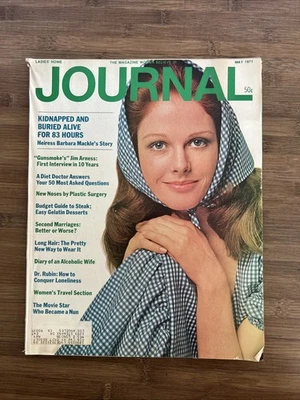 LADIES' HOME
THE MAGAZINE WOMEN BELIEVE IN
MAY 1971
JOURNAL
50¢
KIDNAPPED AND
BURIED ALIVE
FOR 83 HOURS
Heiress Barbara Mackle's Story
"Gunsmoke's" Jim Arness:
First Interview in 10 Years
A Diet Doctor Answers
Your 50 Most Asked Questions
New Noses by Plastic Surgery
Budget Guide to Steak;
Easy Gelatin Desserts
Second Marriages:
Better or Worse?
Long Hair: The Pretty
New Way to Wear It
Diary of an Alcoholic Wife
Dr. Rubin: How to
Conquer Loneliness
Women's Travel Section
The Movie Star
Who Became a Nun